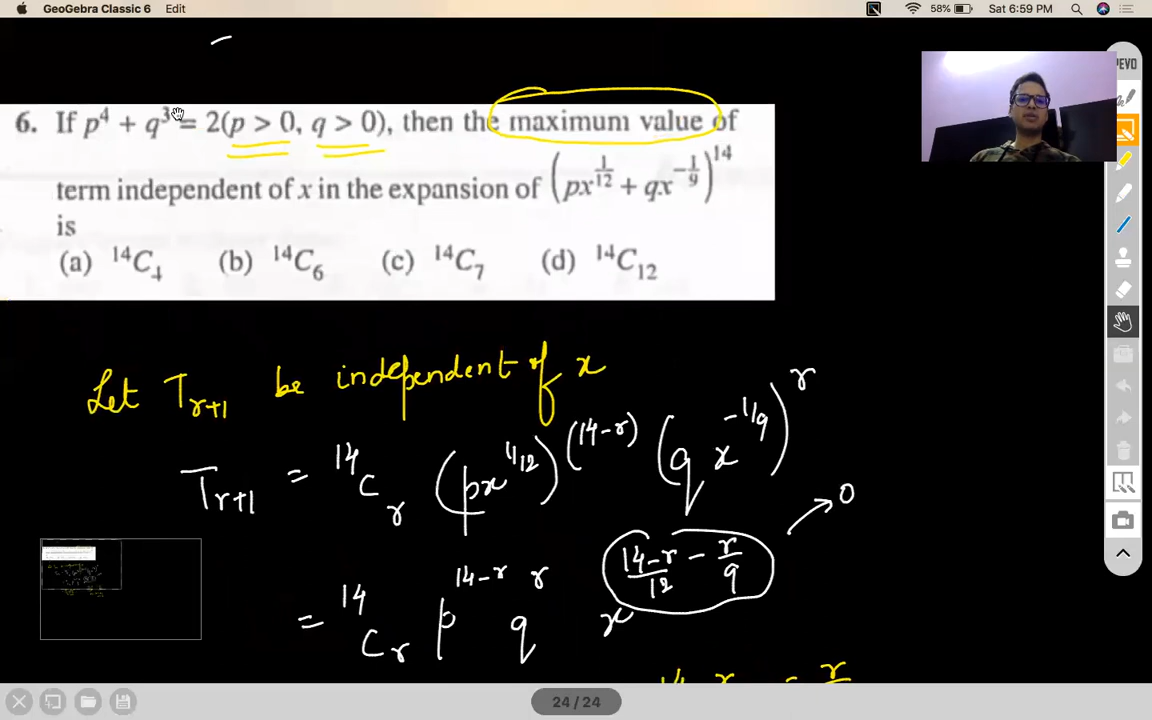 GeoGebra Classic 6 Edit 58% Sat 6:59 PM
6. If p⁴ + q³ = 2(p > 0, q > 0), then the maximum value of
term independent of x in the expansion of (px^{1/12} + qx^{-1/9})^{14}
is
(a) ¹⁴C₄ (b) ¹⁴C₆ (c) ¹⁴C₇ (d) ¹⁴C₁₂
Let T_{r+1} be independent of x
T_{r+1} = ¹⁴C_r (px^{1/12})^{(14-r)} (q x^{-1/9})^r
= ¹⁴C_r p^{14-r} q^r x^{(14-r)/12 - r/9} → 0
24 / 24